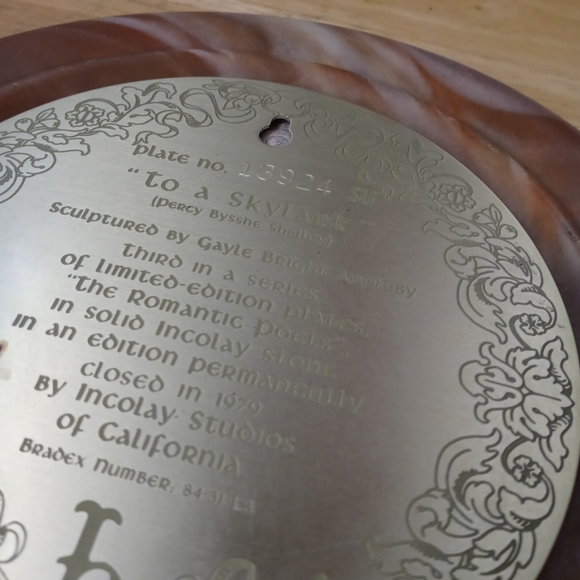 Plate no. 13924 SU
"To a Skylark"
(Percy Bysshe Shelley)
Sculptured by Gayle Bright Appleby
Third in a series
of limited-edition plates,
"The Romantic Poets",
in solid Incolay Stone
in an edition permanently
closed in 1979
by Incolay Studios
of California
Bradex Number: 84-31-1.3